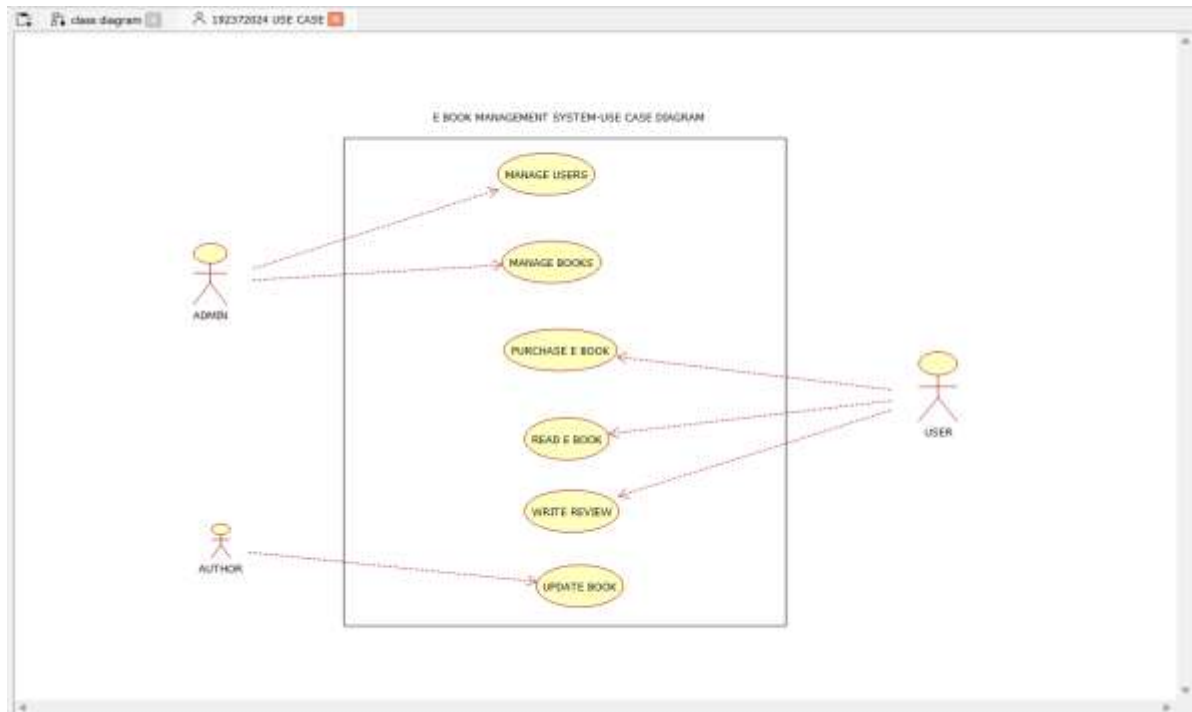 class diagram
192372024 USE CASE
E BOOK MANAGEMENT SYSTEM-USE CASE DIAGRAM
MANAGE USERS
MANAGE BOOKS
ADMIN
PURCHASE E BOOK
READ E BOOK
USER
WRITE REVIEW
AUTHOR
UPDATE BOOK